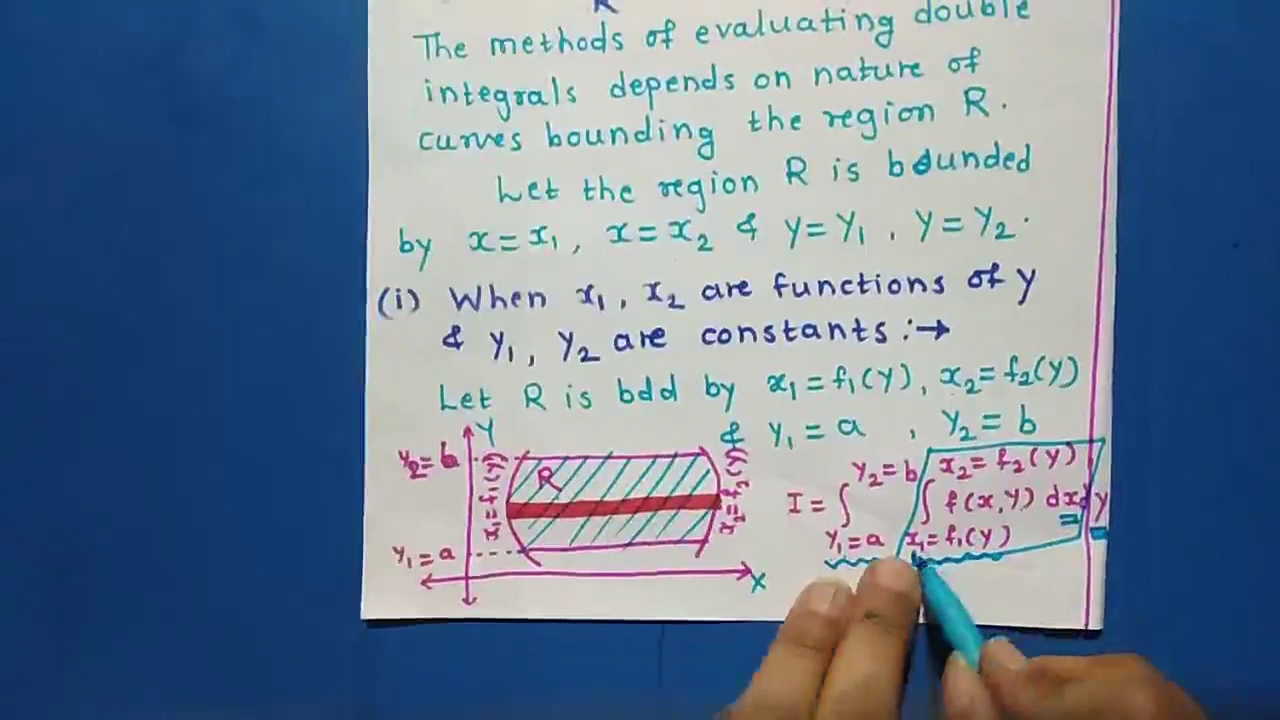 R
The methods of evaluating double
integrals depends on nature of
curves bounding the region R.
Let the region R is bounded
by x=x₁, x=x₂ & y=y₁, y=y₂.
(i) When x₁, x₂ are functions of y
& y₁, y₂ are constants :→
Let R is bdd by x₁=f₁(y), x₂=f₂(y)
& y₁ = a , y₂ = b
Y
y₂= b
x₁=f₁(y)
R
x₂=f₂(y)
y₁= a
X
y₂= b x₂= f₂(y)
I = ∫ ∫ f(x,y) dxdy
y₁= a x₁= f₁(y)